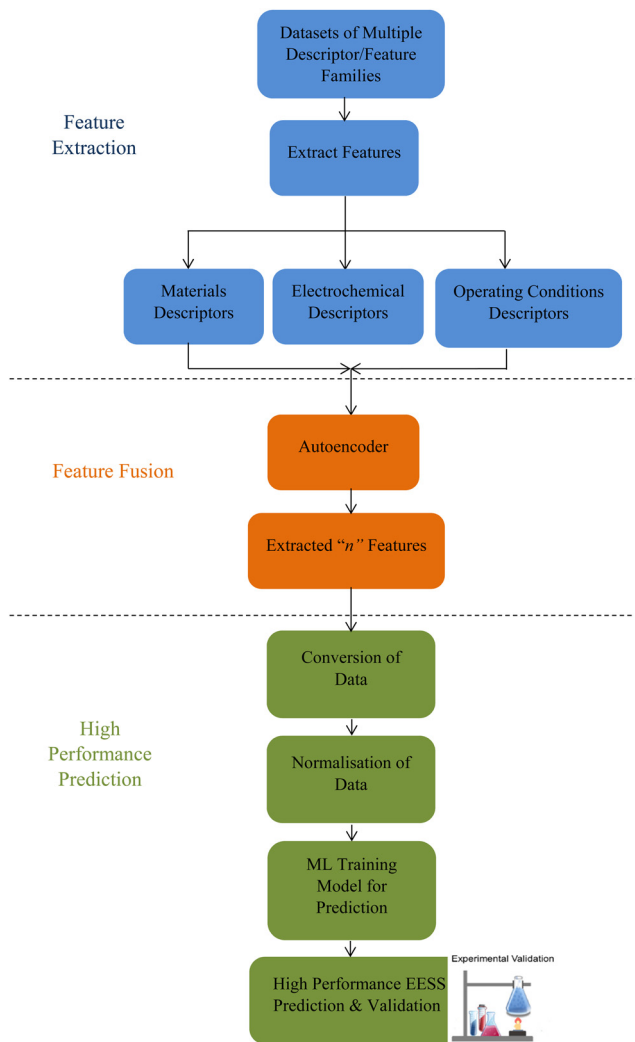 Datasets of Multiple
Descriptor/Feature
Families
Feature
Extraction
Extract Features
Materials
Descriptors
Electrochemical
Descriptors
Operating Conditions
Descriptors
Autoencoder
Feature Fusion
Extracted “n” Features
Conversion of
Data
High
Performance
Prediction
Normalisation of
Data
ML Training
Model for
Prediction
Experimental Validation
High Performance EESS
Prediction & Validation